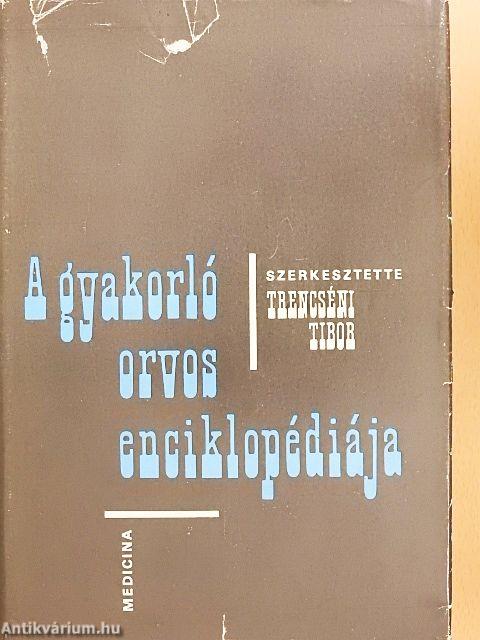 A gyakorló
orvos
enciklopédiája
SZERKESZTETTE
TRENCSÉNI
TIBOR
MEDICINA
Antikvárium.hu